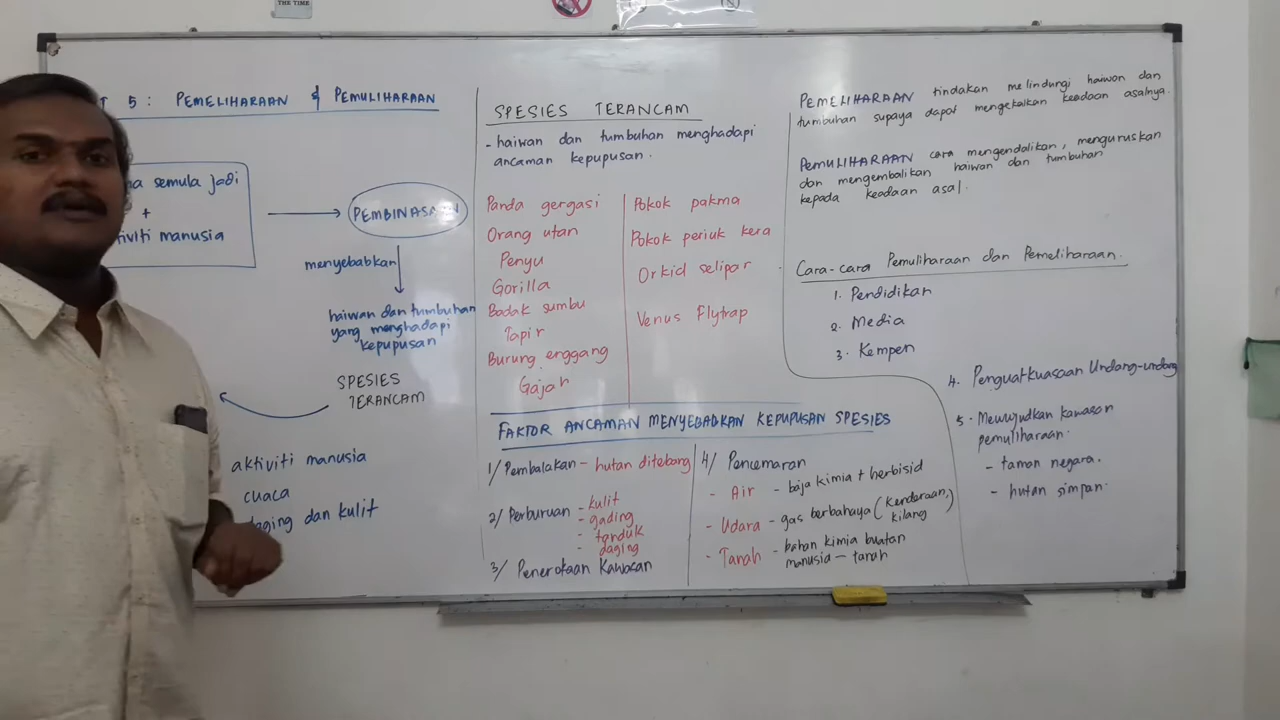 THE TIME
T 5 : PEMELIHARAAN & PEMULIHARAAN
semula jadi
+
manusia
PEMBINASAAN
menyebabkan
haiwan dan tumbuhan
yang menghadapi
kepupusan
SPESIES
TERANCAM
aktiviti manusia
cuaca
daging dan kulit
SPESIES TERANCAM
- haiwan dan tumbuhan menghadapi
ancaman kepupusan.
Panda gergasi
Orang utan
Penyu
Gorilla
Badak sumbu
Tapir
Burung enggang
Gajah
Pokok pakma
Pokok periuk kera
Orkid selipar
Venus Flytrap
FAKTOR ANCAMAN MENYEBABKAN KEPUPUSAN SPESIES
1/ Pembalakan - hutan ditebang
2/ Perburuan - kulit
- gading
- tanduk
- daging
3/ Penerokaan Kawasan
4/ Pencemaran
- Air - baja kimia + herbisid
- Udara - gas berbahaya (kenderaan, kilang)
- Tanah - bahan kimia buatan
manusia - tanah
PEMELIHARAAN tindakan melindungi haiwan dan
tumbuhan supaya dapat mengekalkan keadaan asalnya.
PEMULIHARAAN cara mengendalikan, menguruskan
dan mengembalikan haiwan dan tumbuhan
kepada keadaan asal.
Cara-cara Pemuliharaan dan Pemeliharaan.
1. Pendidikan
2. Media
3. Kempen
4. Penguatkuasaan Undang-undang
5. Mewujudkan kawasan
pemuliharaan.
- taman negara.
- hutan simpan.